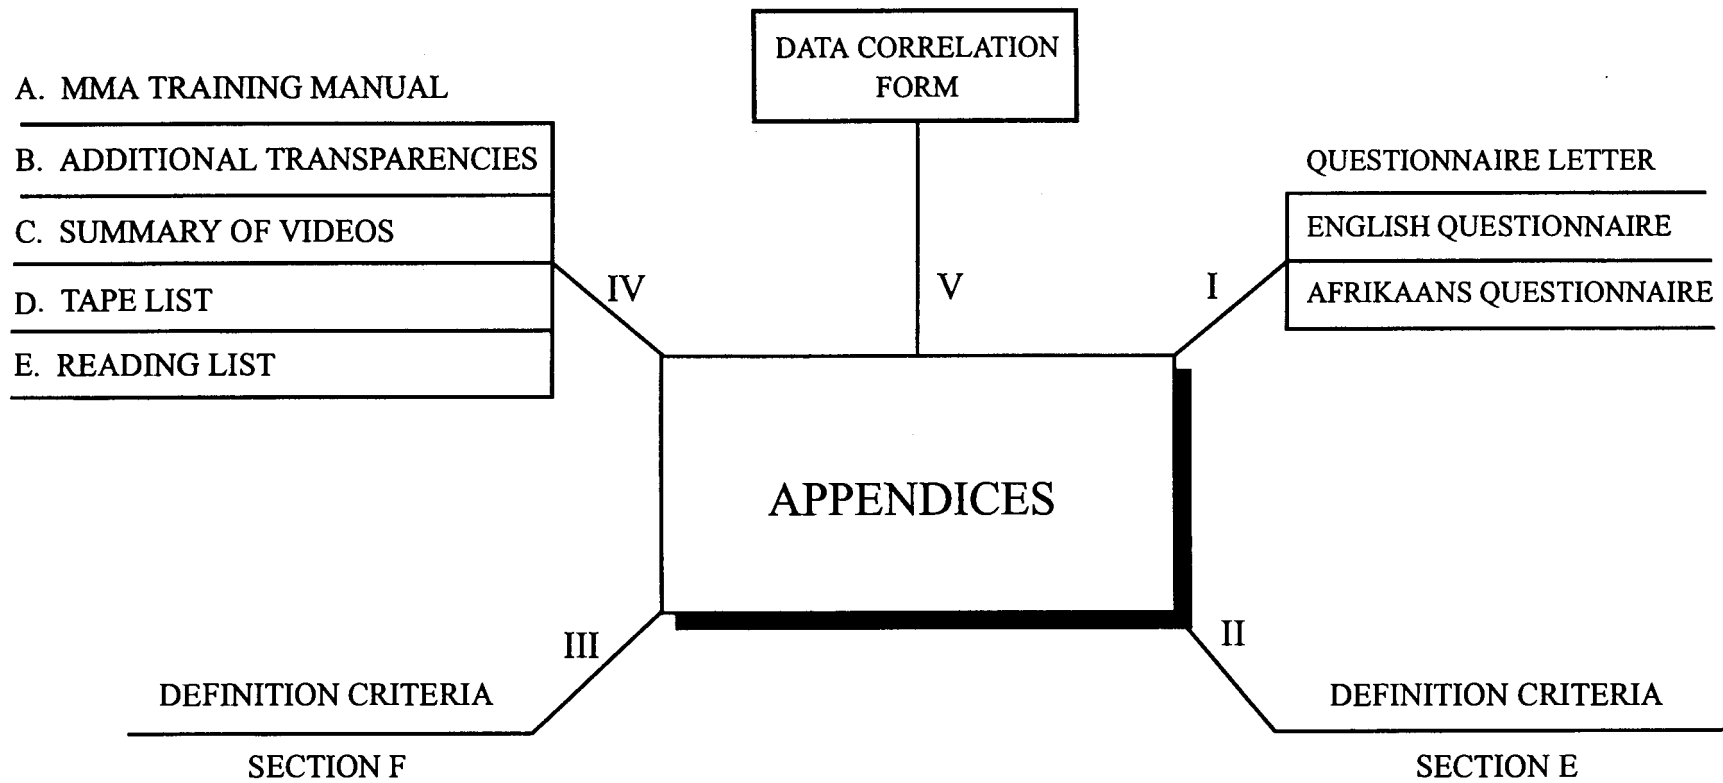 DATA CORRELATION
FORM
A. MMA TRAINING MANUAL
B. ADDITIONAL TRANSPARENCIES
C. SUMMARY OF VIDEOS
D. TAPE LIST
E. READING LIST
IV
V
I
QUESTIONNAIRE LETTER
ENGLISH QUESTIONNAIRE
AFRIKAANS QUESTIONNAIRE
APPENDICES
III
DEFINITION CRITERIA
SECTION F
II
DEFINITION CRITERIA
SECTION E